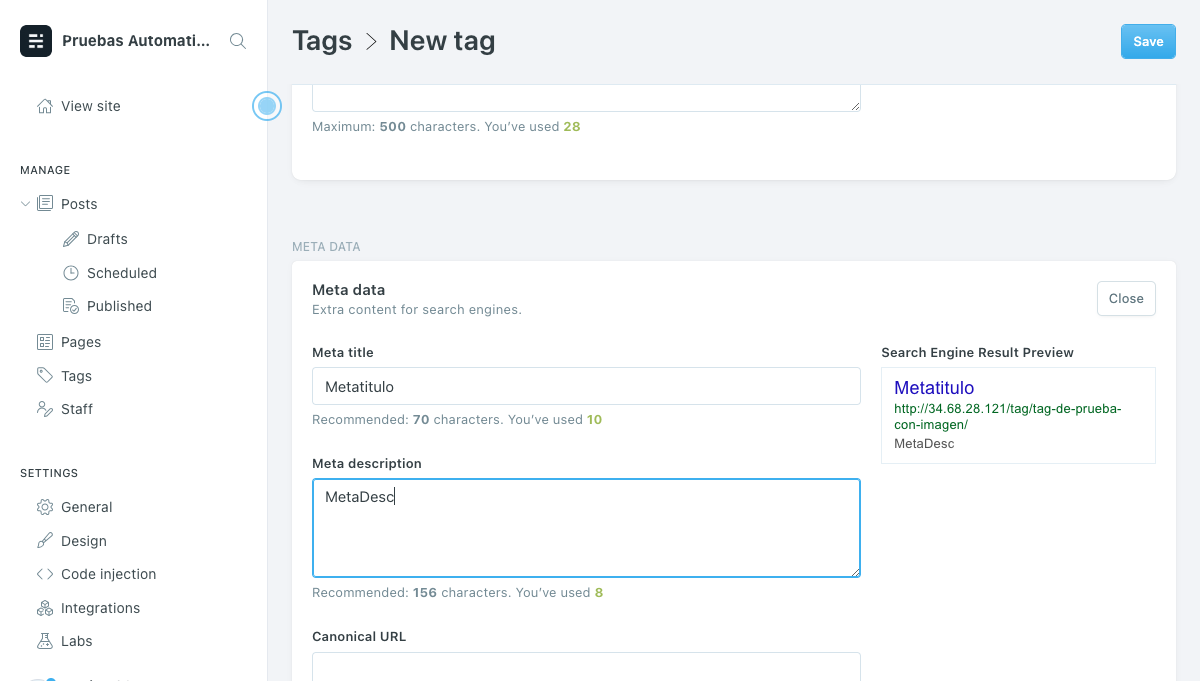 Pruebas Automati...
View site
MANAGE
Posts
Drafts
Scheduled
Published
Pages
Tags
Staff
SETTINGS
General
Design
Code injection
Integrations
Labs
Tags > New tag
Save
Maximum: 500 characters. You've used 28
META DATA
Meta data
Extra content for search engines.
Close
Meta title
Metatitulo
Recommended: 70 characters. You've used 10
Meta description
MetaDesc
Recommended: 156 characters. You've used 8
Canonical URL
Search Engine Result Preview
Metatitulo
http://34.68.28.121/tag/tag-de-prueba-
con-imagen/
MetaDesc